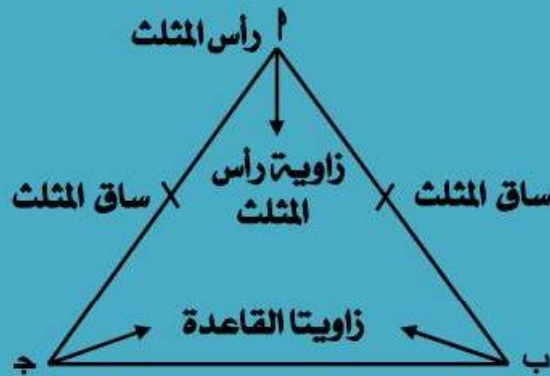 أ
رأس المثلث
زاوية رأس
المثلث
ساق المثلث
ساق المثلث
زاويتا القاعدة
ب
ج